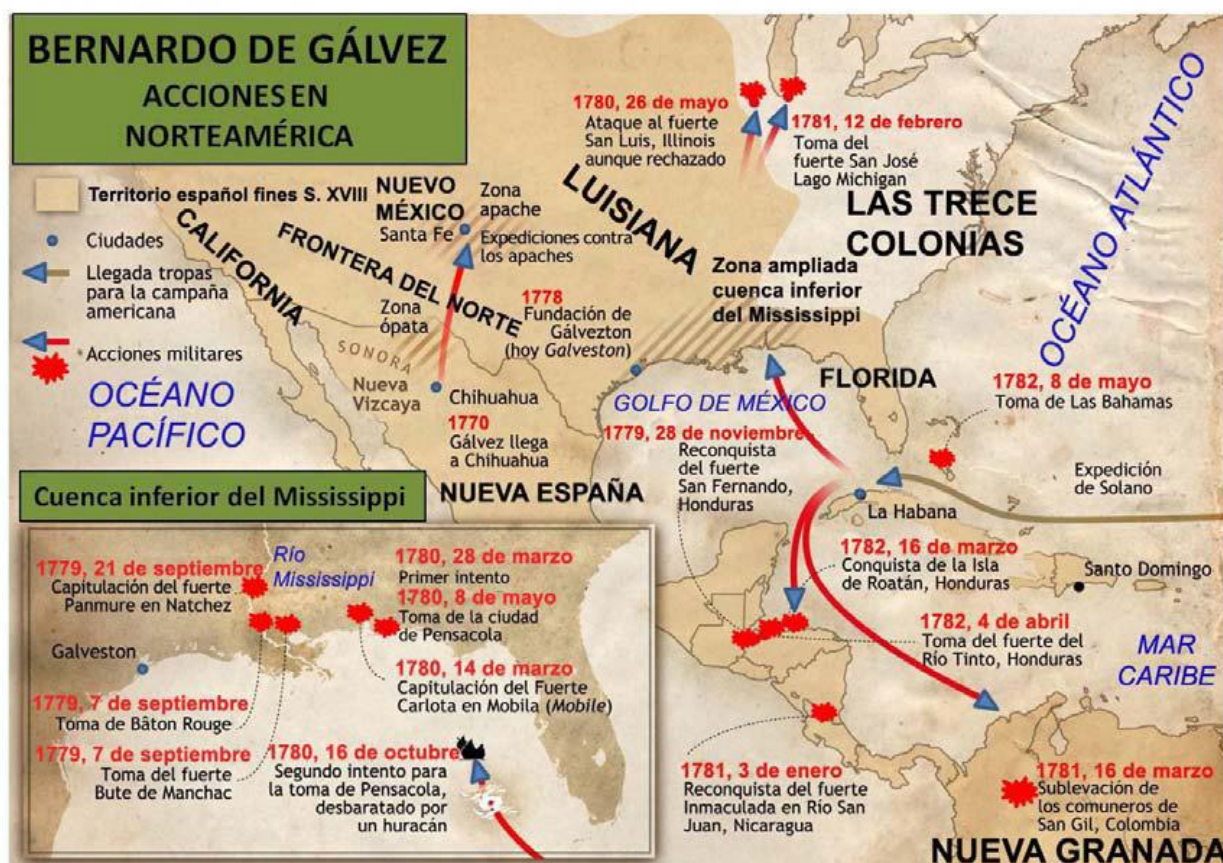 BERNARDO DE GÁLVEZ
ACCIONES EN
NORTEAMÉRICA
Territorio español fines S. XVIII
Ciudades
Llegada tropas
para la campaña
americana
Acciones militares
OCÉANO
PACÍFICO
CALIFORNIA
NUEVO
MÉXICO
Santa Fe
Zona
apache
Expediciones contra
los apaches
FRONTERA DEL NORTE
Zona
ópata
SONORA
Nueva
Vizcaya
Chihuahua
1770
Gálvez llega
a Chihuahua
1778
Fundación de
Gálvezton
(hoy Galveston)
NUEVA ESPAÑA
LUISIANA
1780, 26 de mayo
Ataque al fuerte
San Luis, Illinois
aunque rechazado
1781, 12 de febrero
Toma del
fuerte San José
Lago Michigan
LAS TRECE
COLONIAS
OCÉANO ATLÁNTICO
Zona ampliada
cuenca inferior
del Mississippi
FLORIDA
GOLFO DE MÉXICO
1782, 8 de mayo
Toma de Las Bahamas
1779, 28 de noviembre
Reconquista
del fuerte
San Fernando,
Honduras
Expedición
de Solano
La Habana
1782, 16 de marzo
Conquista de la Isla
de Roatán, Honduras
Santo Domingo
1782, 4 de abril
Toma del fuerte del
Río Tinto, Honduras
MAR
CARIBE
1781, 3 de enero
Reconquista del fuerte
Inmaculada en Río San
Juan, Nicaragua
1781, 16 de marzo
Sublevación de
los comuneros de
San Gil, Colombia
NUEVA GRANADA
Cuenca inferior del Mississippi
1779, 21 de septiembre
Capitulación del fuerte
Panmure en Natchez
Río
Mississippi
1780, 28 de marzo
Primer intento
1780, 8 de mayo
Toma de la ciudad
de Pensacola
Galveston
1780, 14 de marzo
Capitulación del Fuerte
Carlota en Mobila (Mobile)
1779, 7 de septiembre
Toma de Bâton Rouge
1779, 7 de septiembre
Toma del fuerte
Bute de Manchac
1780, 16 de octubre
Segundo intento para
la toma de Pensacola,
desbaratado por
un huracán